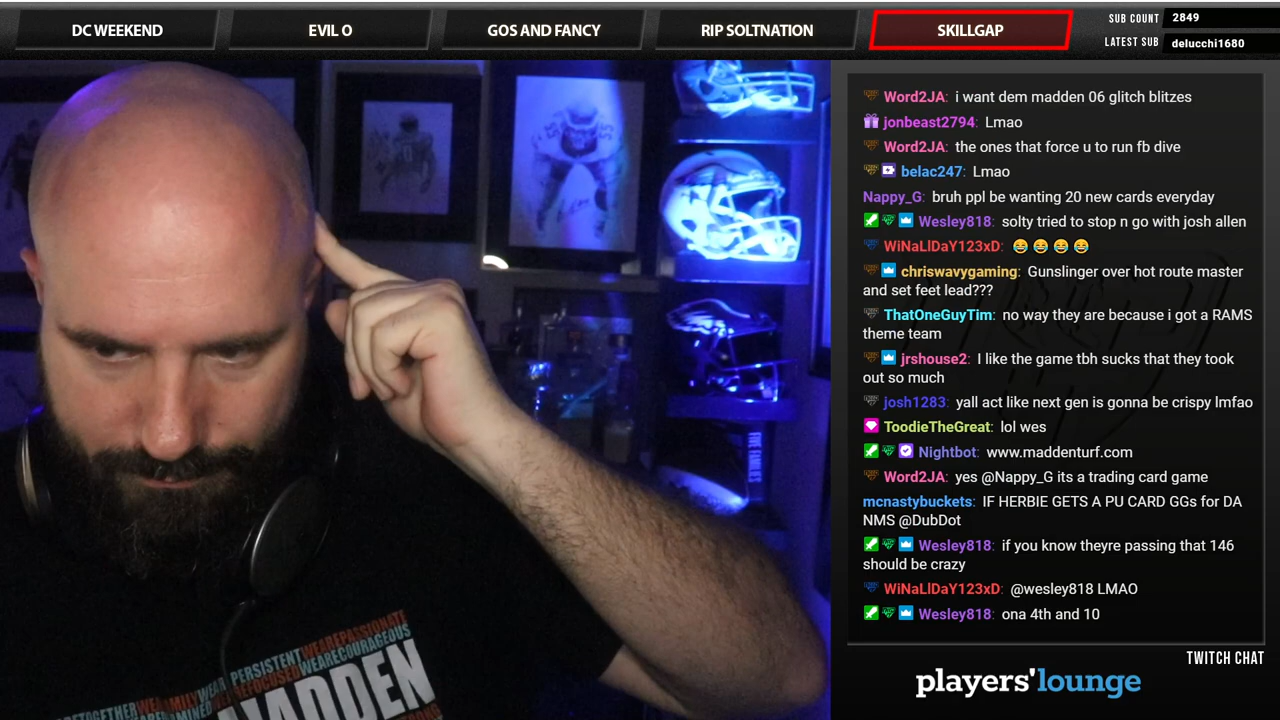 DC WEEKEND
EVIL O
GOS AND FANCY
RIP SOLTNATION
SKILLGAP
SUB COUNT 2849
LATEST SUB delucchi1680
Word2JA: i want dem madden 06 glitch blitzes
jonbeast2794: Lmao
Word2JA: the ones that force u to run fb dive
belac247: Lmao
Nappy_G: bruh ppl be wanting 20 new cards everyday
Wesley818: solty tried to stop n go with josh allen
WiNaLlDaY123xD: 😂 😂 😂 😂
chriswavygaming: Gunslinger over hot route master
and set feet lead???
ThatOneGuyTim: no way they are because i got a RAMS
theme team
jrshouse2: I like the game tbh sucks that they took
out so much
josh1283: yall act like next gen is gonna be crispy lmfao
ToodieTheGreat: lol wes
Nightbot: www.maddenturf.com
Word2JA: yes @Nappy_G its a trading card game
mcnastybuckets: IF HERBIE GETS A PU CARD GGs for DA
NMS @DubDot
Wesley818: if you know theyre passing that 146
should be crazy
WiNaLlDaY123xD: @wesley818 LMAO
Wesley818: ona 4th and 10
TWITCH CHAT
players'lounge
FIVE FAMILIES
WEAREPASSIONATE
PERSISTENT WEARECOURAGEOUS
MADDEN